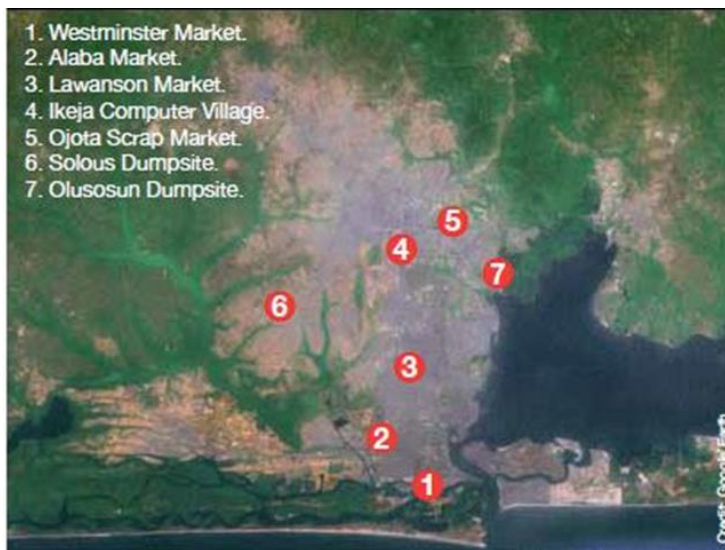 1. Westminster Market.
2. Alaba Market.
3. Lawanson Market.
4. Ikeja Computer Village.
5. Ojota Scrap Market.
6. Solous Dumpsite.
7. Olusosun Dumpsite.
5
4
7
6
3
2
1
Credit: Google Earth